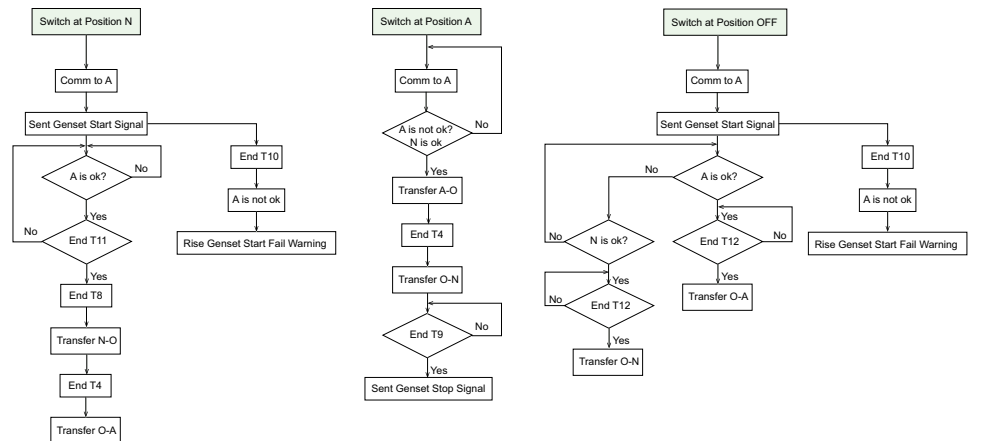 Switch at Position N
Comm to A
Sent Genset Start Signal
End T10
A is ok?
No
A is not ok
Yes
End T11
No
Rise Genset Start Fail Warning
Yes
End T8
Transfer N-O
End T4
Transfer O-A
Switch at Position A
Comm to A
A is not ok?
N is ok
No
Yes
Transfer A-O
End T4
Transfer O-N
End T9
No
Yes
Sent Genset Stop Signal
Switch at Position OFF
Comm to A
Sent Genset Start Signal
End T10
No
A is ok?
A is not ok
Yes
No
N is ok?
End T12
No
Rise Genset Start Fail Warning
Yes
Yes
No
End T12
Transfer O-A
Yes
Transfer O-N